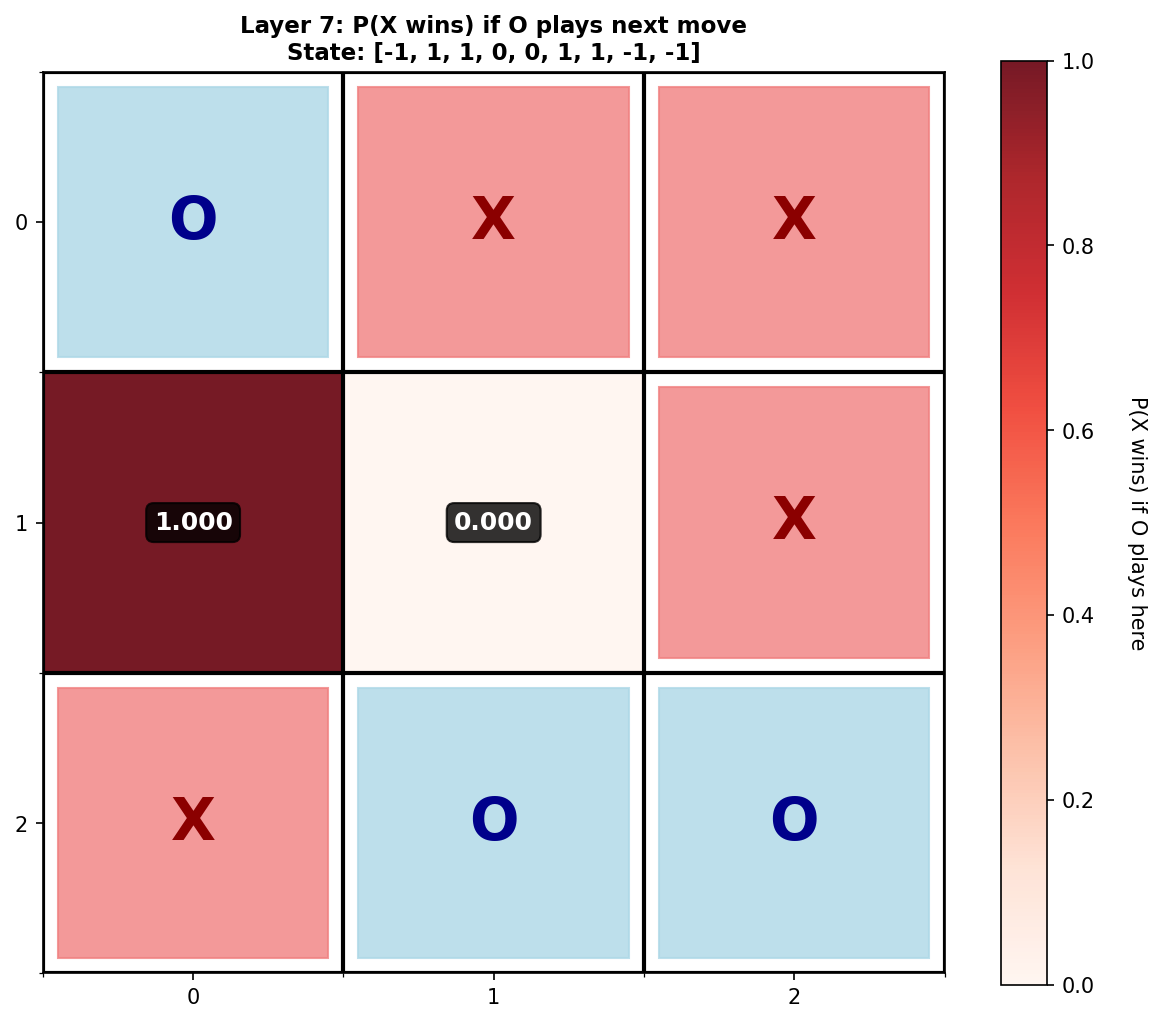 Layer 7: P(X wins) if O plays next move
State: [-1, 1, 1, 0, 0, 1, 1, -1, -1]
0
O
X
X
1
1.000
0.000
X
2
X
O
O
0
1
2
1.0
0.8
0.6
0.4
0.2
0.0
P(X wins) if O plays here